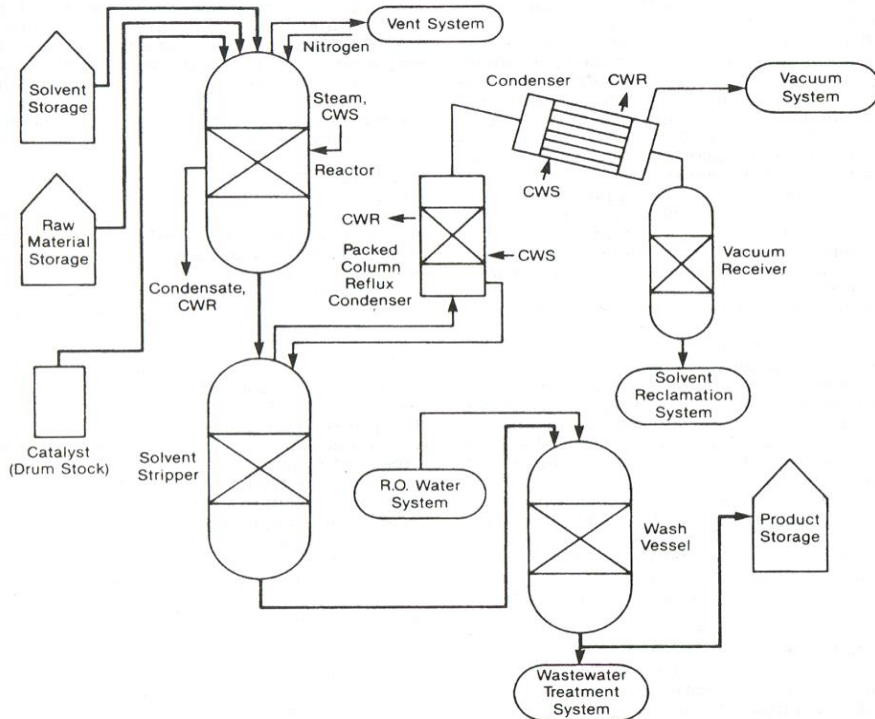 Vent System
Nitrogen
Solvent
Storage
Steam,
CWS
Reactor
Condenser
CWR
Vacuum
System
CWS
Raw
Material
Storage
CWR
CWS
Packed
Column
Reflux
Condenser
Vacuum
Receiver
Condensate,
CWR
Solvent
Reclamation
System
Catalyst
(Drum Stock)
Solvent
Stripper
R.O. Water
System
Wash
Vessel
Product
Storage
Wastewater
Treatment
System